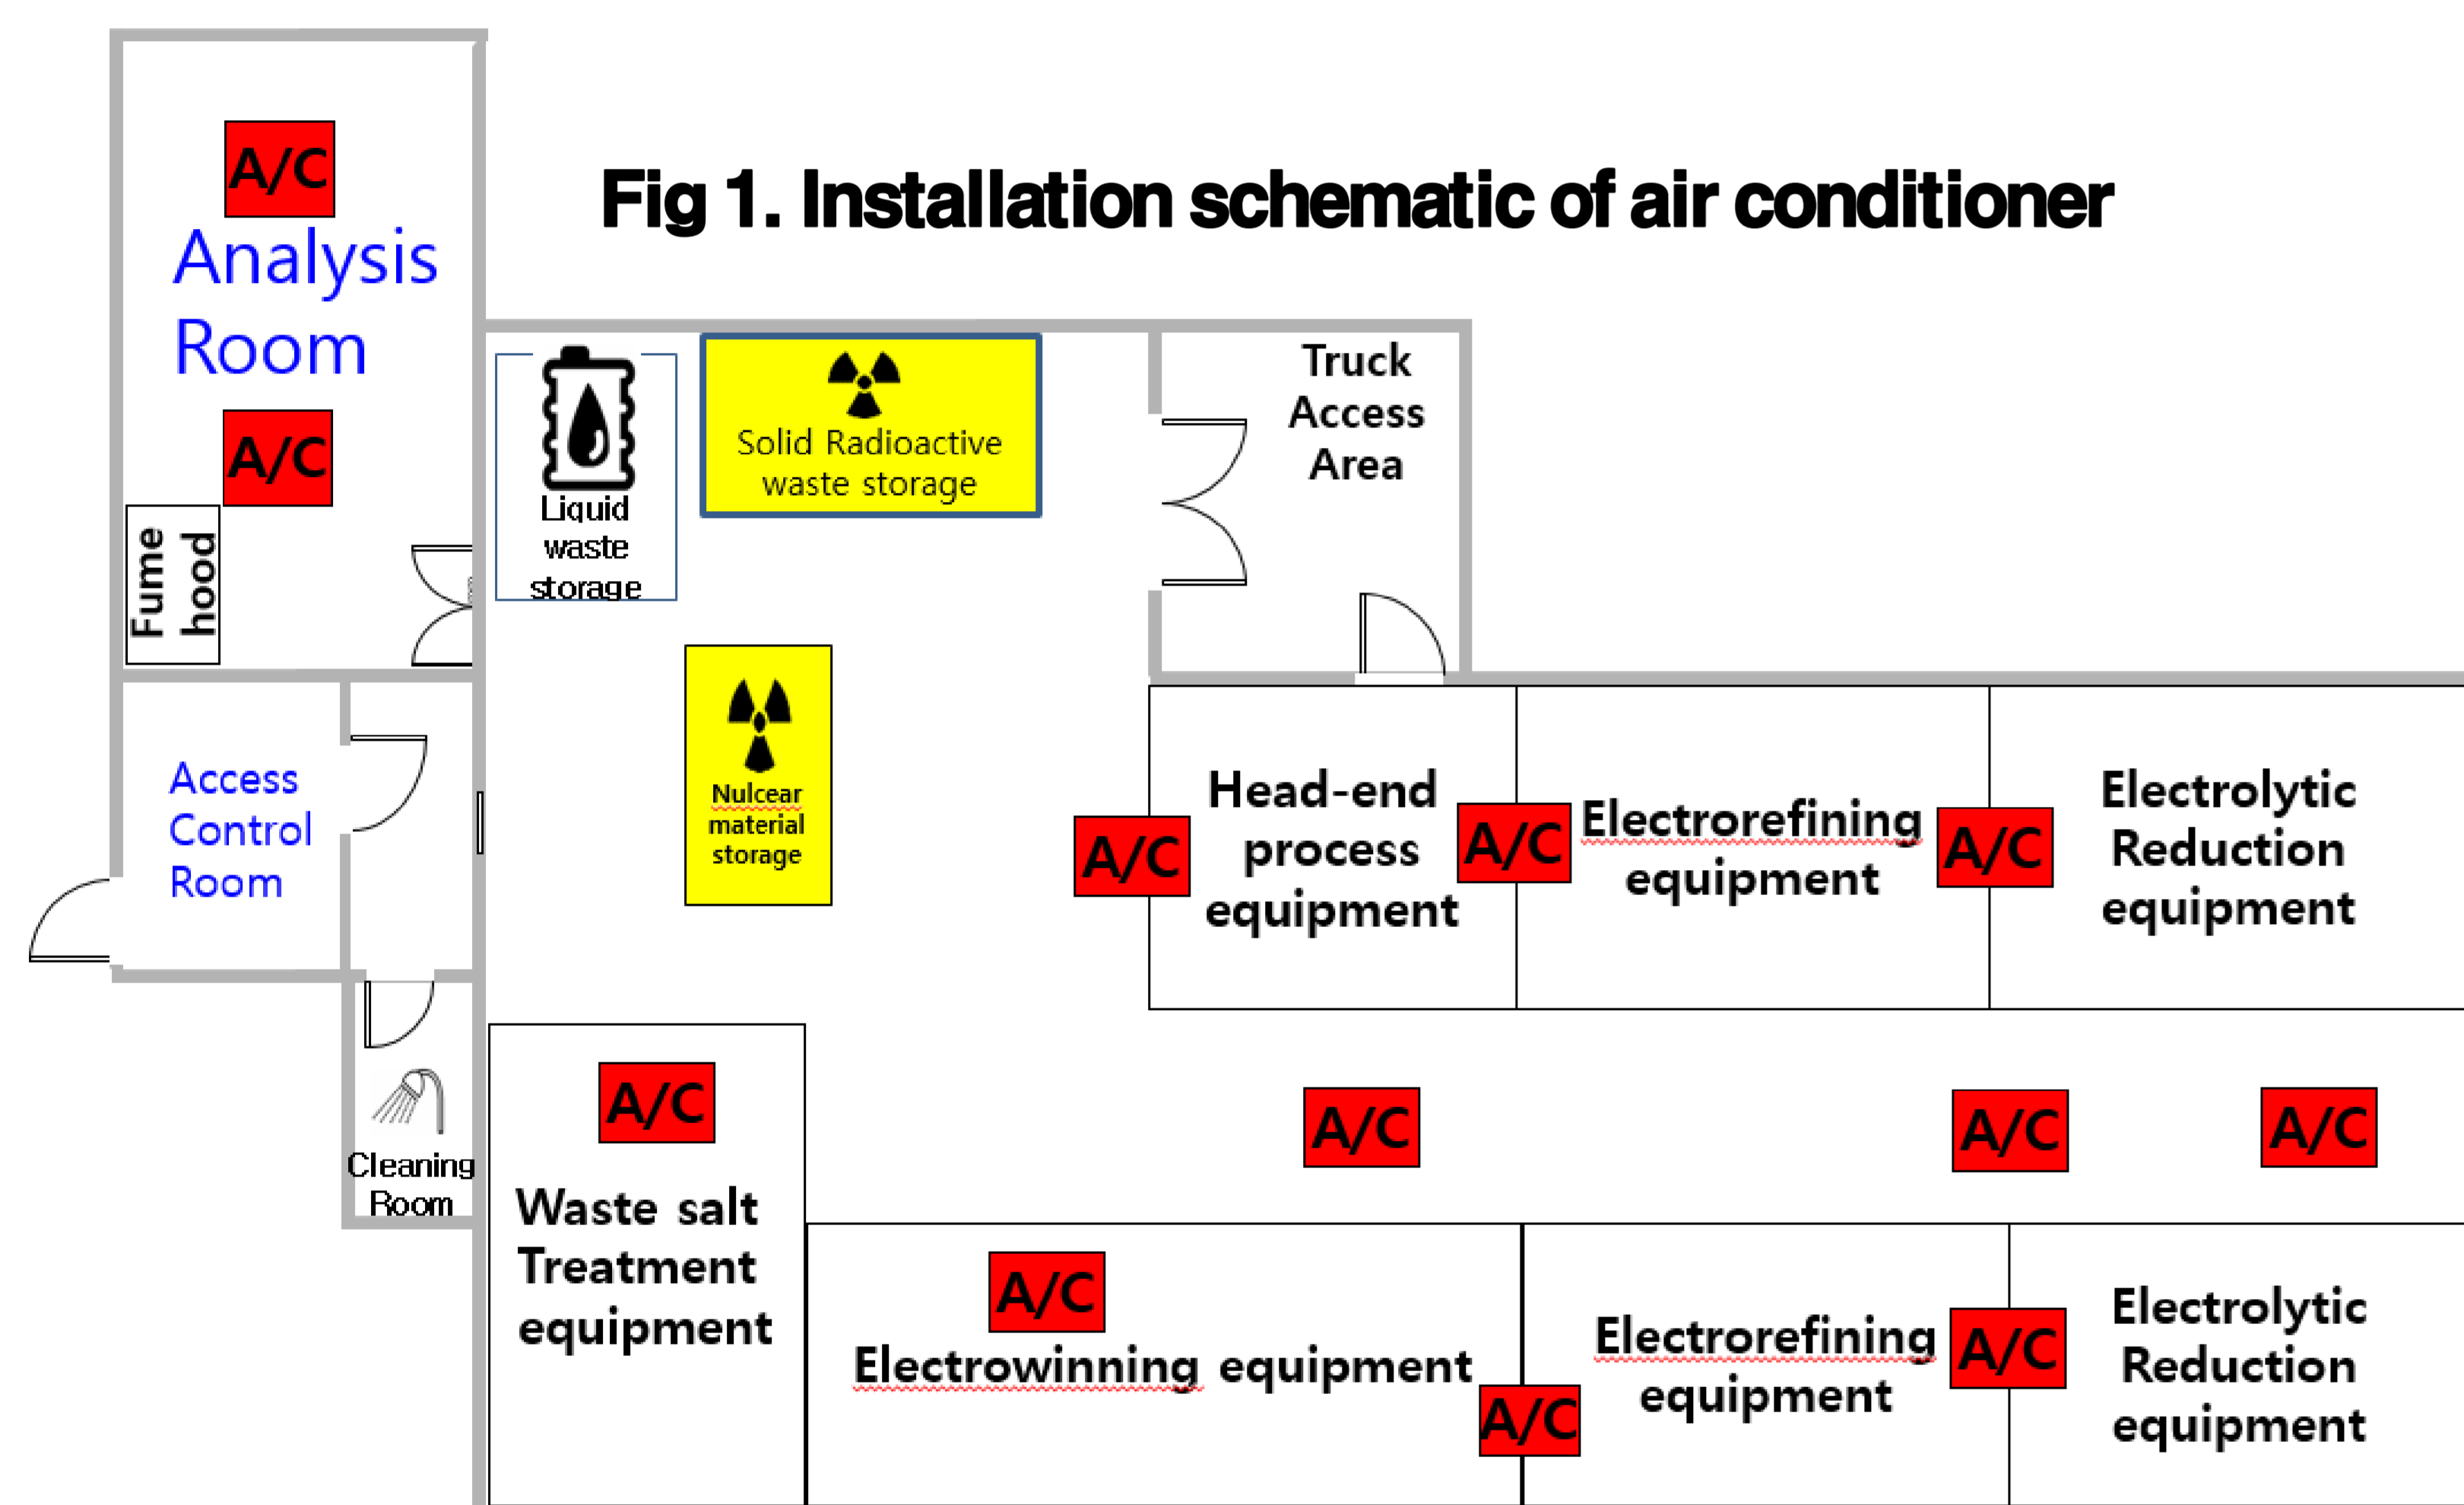 Fig 1. Installation schematic of air conditioner
A/C
Analysis
Room
A/C
Fume
hood
Liquid
waste
storage
Solid Radioactive
waste storage
Truck
Access
Area
Access
Control
Room
Nulcear
material
storage
A/C
Head-end
process
equipment
A/C
Electrorefining
equipment
A/C
Electrolytic
Reduction
equipment
Cleaning
Room
A/C
Waste salt
Treatment
equipment
A/C
A/C
A/C
A/C
Electrowinning equipment
A/C
Electrorefining
equipment
A/C
Electrolytic
Reduction
equipment